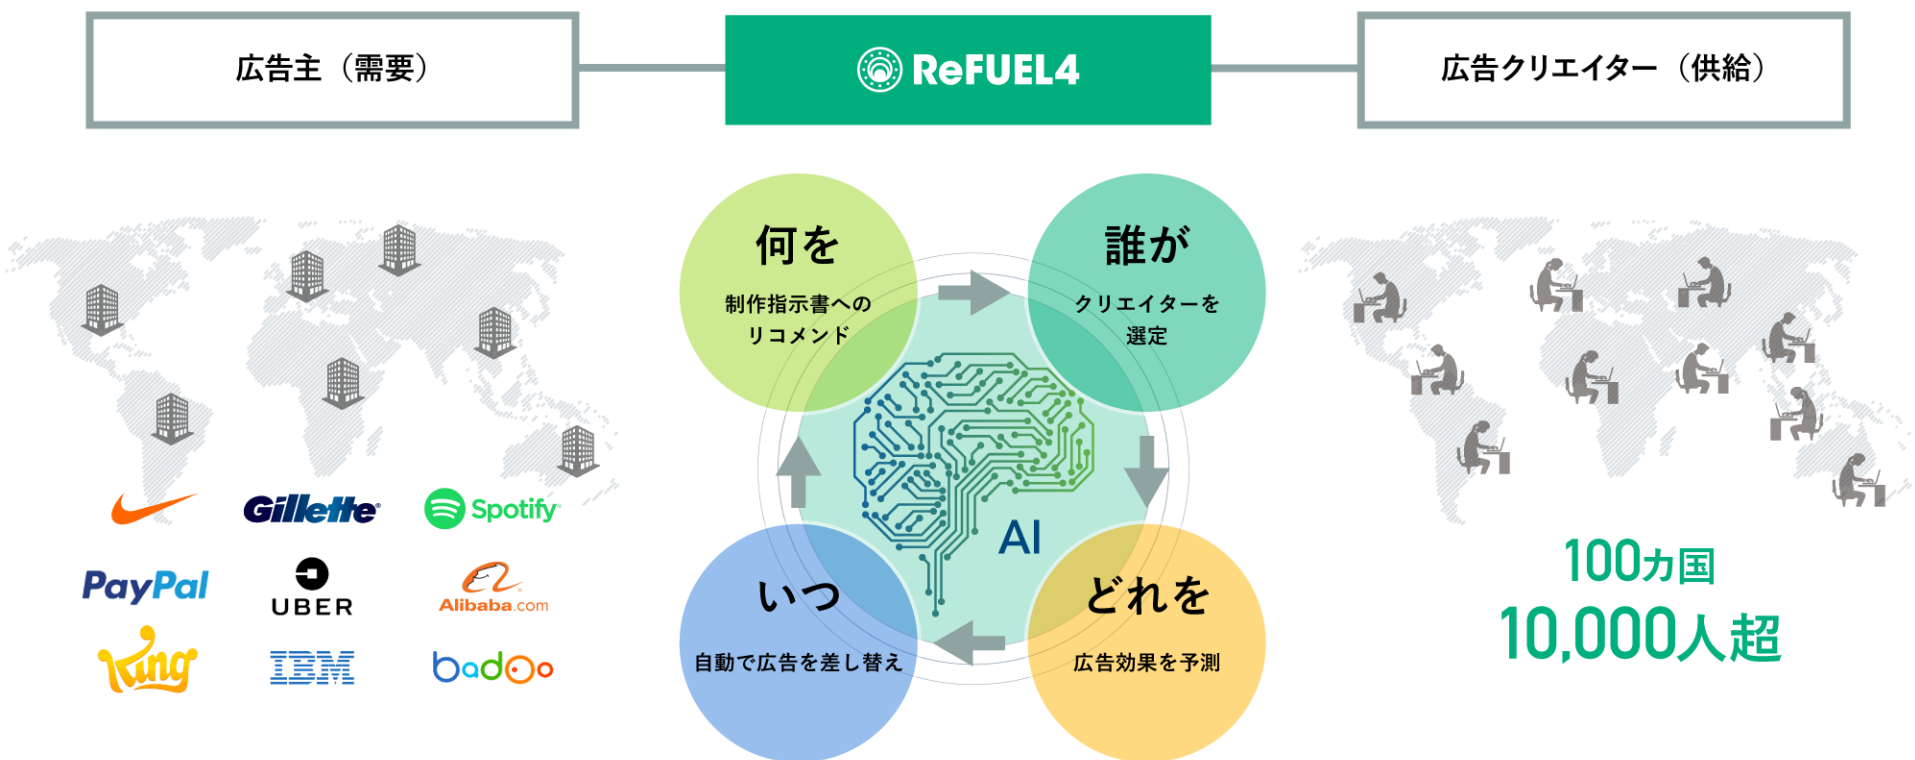 広告主（需要）
ReFUEL4
広告クリエイター（供給）
何を
制作指示書への
リコメンド
誰が
クリエイターを
選定
AI
いつ
自動で広告を差し替え
どれを
広告効果を予測
Gillette®
Spotify®
PayPal
UBER
Alibaba.com
King
IBM
badoo
100カ国
10,000人超